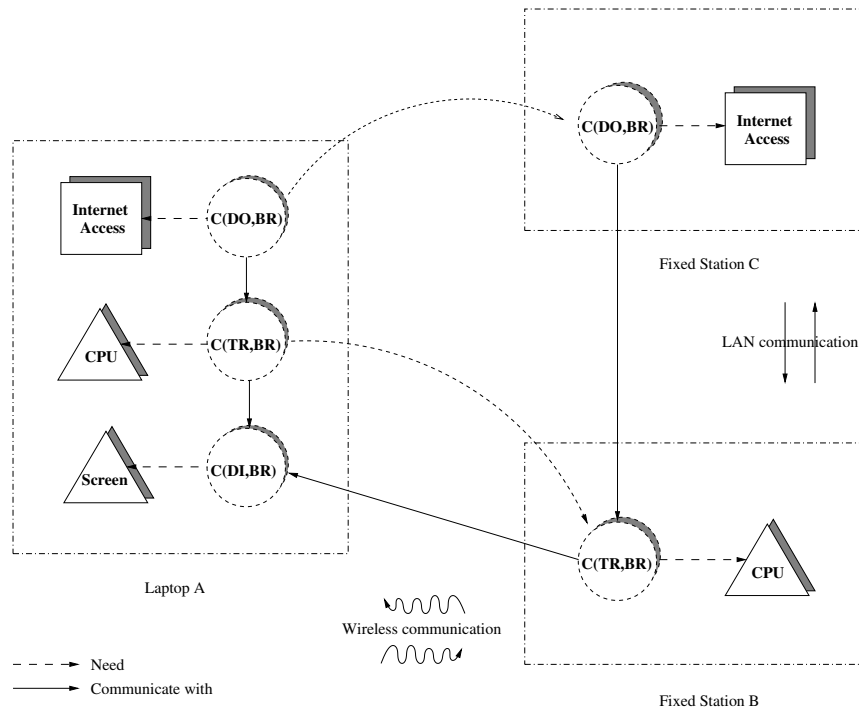 C(DO,BR)
Internet
Access
Fixed Station C
Internet
Access
C(DO,BR)
CPU
C(TR,BR)
LAN communication
Screen
C(DI,BR)
Laptop A
C(TR,BR)
CPU
Wireless communication
Need
Communicate with
Fixed Station B